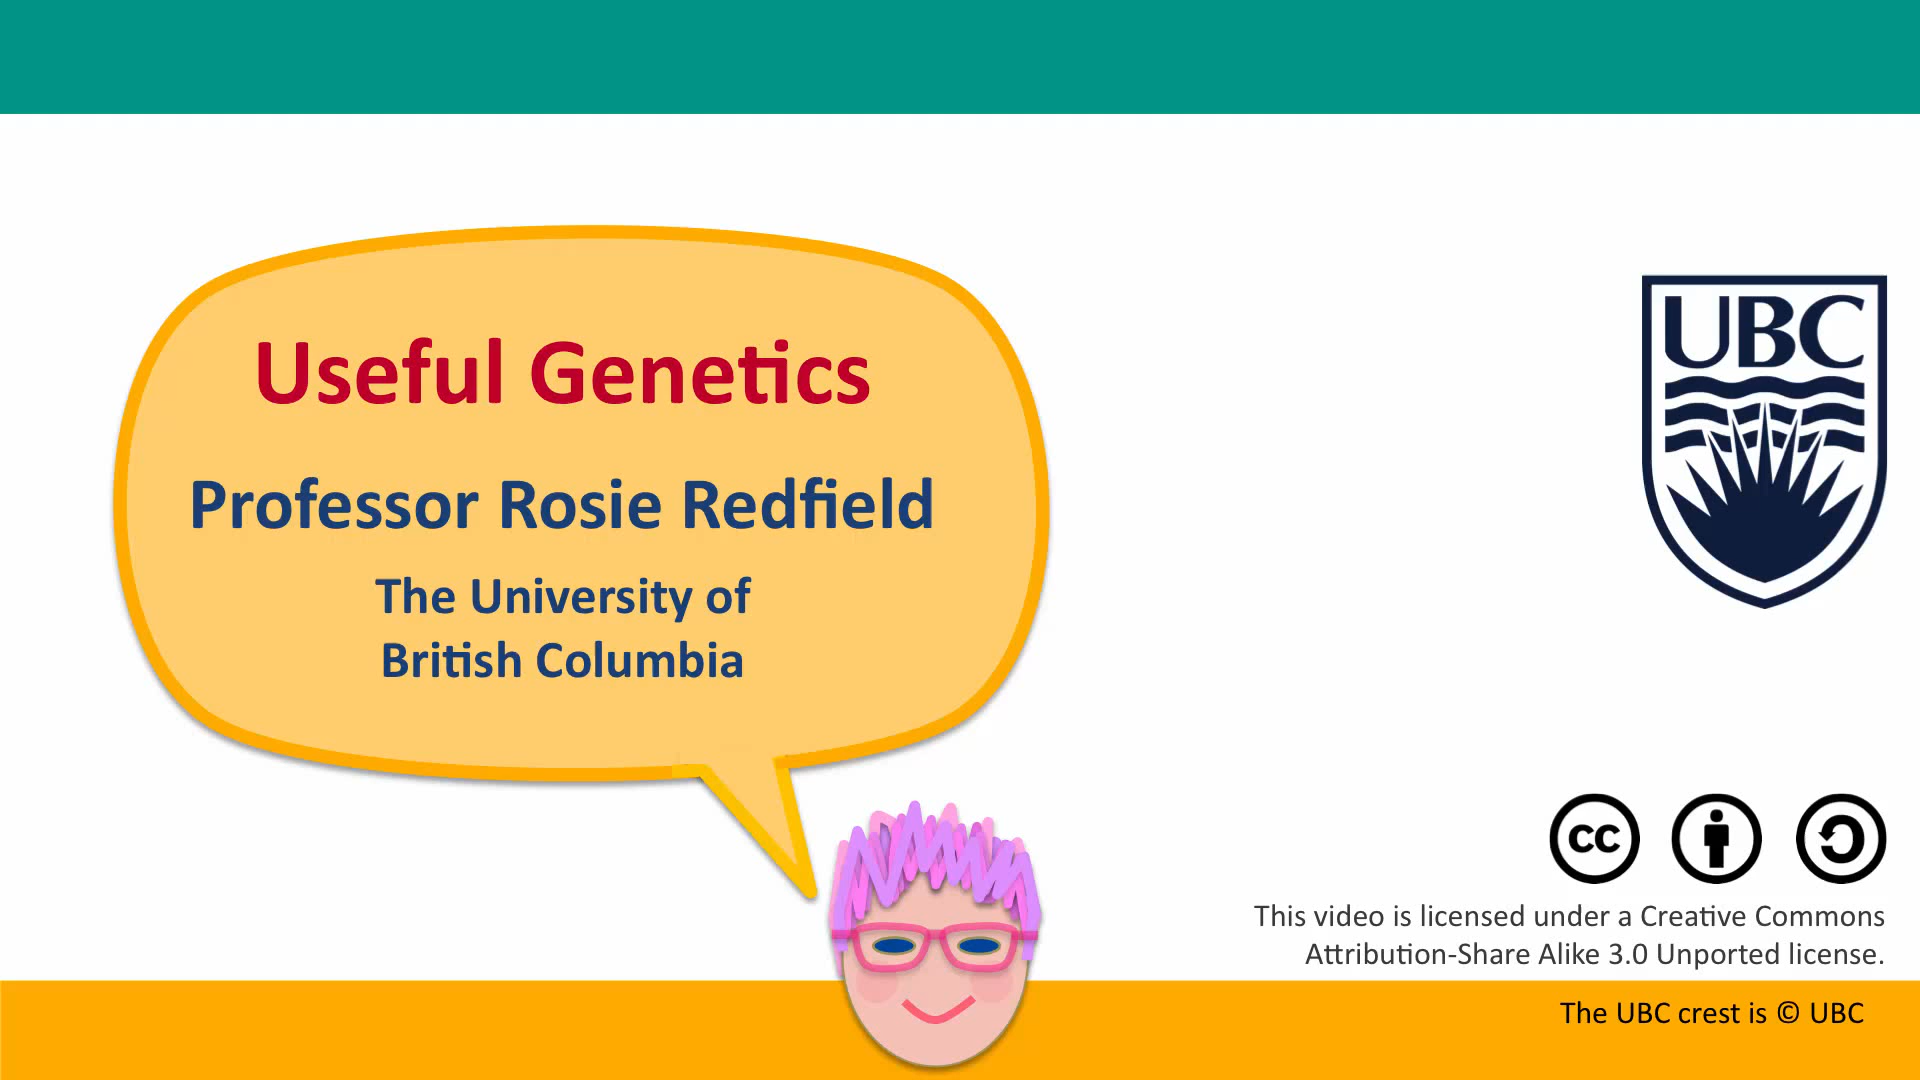 Useful Genetics
Professor Rosie Redfield
The University of
British Columbia
UBC
cc
This video is licensed under a Creative Commons
Attribution-Share Alike 3.0 Unported license.
The UBC crest is © UBC